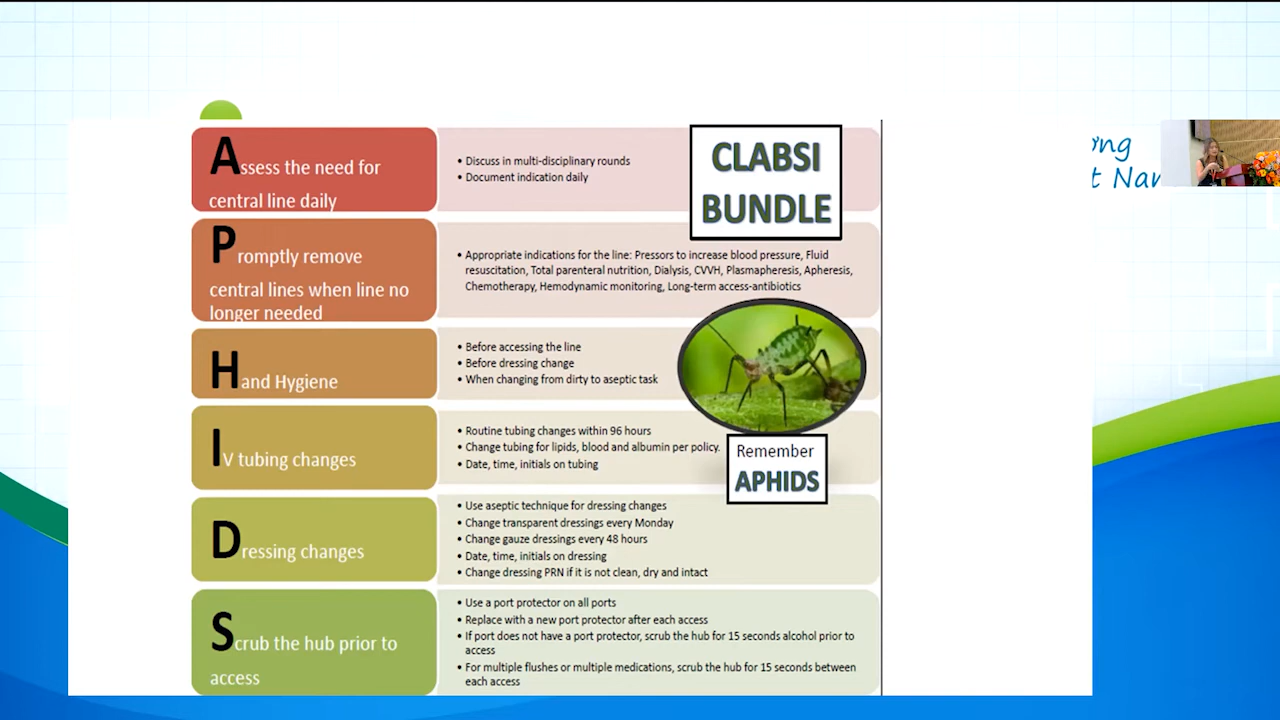 Assess the need for
central line daily
• Discuss in multi-disciplinary rounds
• Document indication daily
CLABSI
BUNDLE
Promptly remove
central lines when line no
longer needed
• Appropriate indications for the line: Pressors to increase blood pressure, Fluid
resuscitation, Total parenteral nutrition, Dialysis, CVVH, Plasmapheresis, Apheresis,
Chemotherapy, Hemodynamic monitoring, Long-term access-antibiotics
Hand Hygiene
• Before accessing the line
• Before dressing change
• When changing from dirty to aseptic task
IV tubing changes
• Routine tubing changes within 96 hours
• Change tubing for lipids, blood and albumin per policy.
• Date, time, initials on tubing
Remember
APHIDS
Dressing changes
• Use aseptic technique for dressing changes
• Change transparent dressings every Monday
• Change gauze dressings every 48 hours
• Date, time, initials on dressing
• Change dressing PRN if it is not clean, dry and intact
Scrub the hub prior to
access
• Use a port protector on all ports
• Replace with a new port protector after each access
• If port does not have a port protector, scrub the hub for 15 seconds alcohol prior to
access
• For multiple flushes or multiple medications, scrub the hub for 15 seconds between
each access